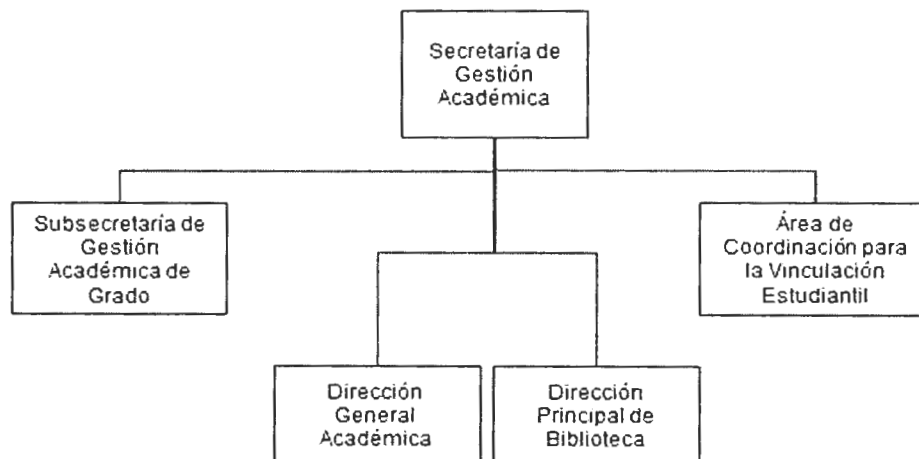 Secretaría de
Gestión
Académica
Subsecretaría de
Gestión
Académica de
Grado
Área de
Coordinación para
la Vinculación
Estudiantil
Dirección
General
Académica
Dirección
Principal de
Biblioteca